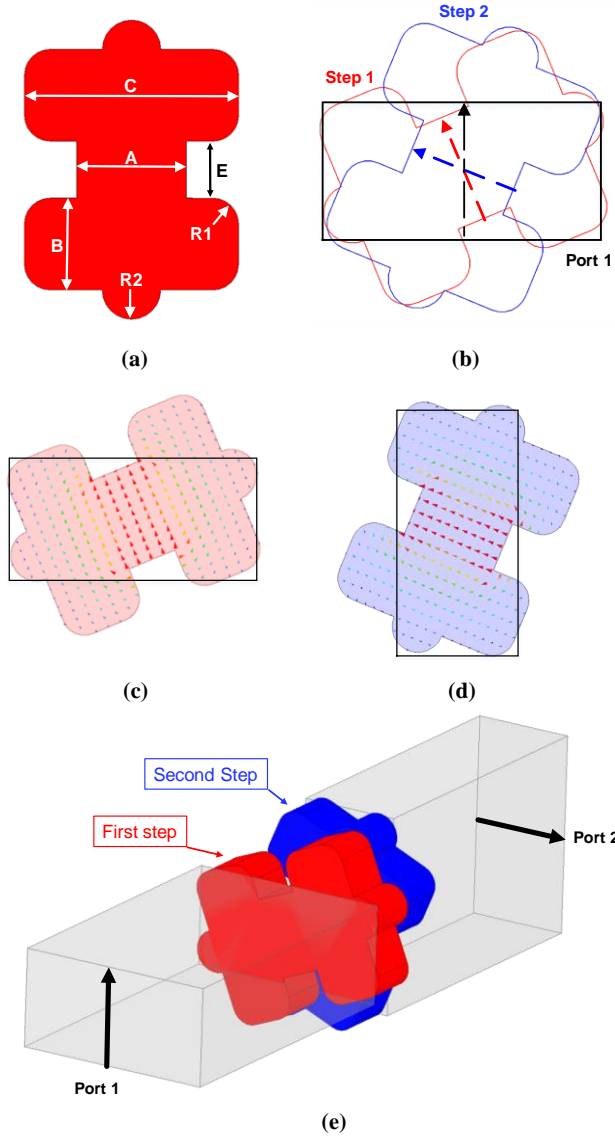 C
A
E
B
R1
R2
(a)
Step 2
Step 1
Port 1
(b)
(c)
(d)
Second Step
First step
Port 2
Port 1
(e)